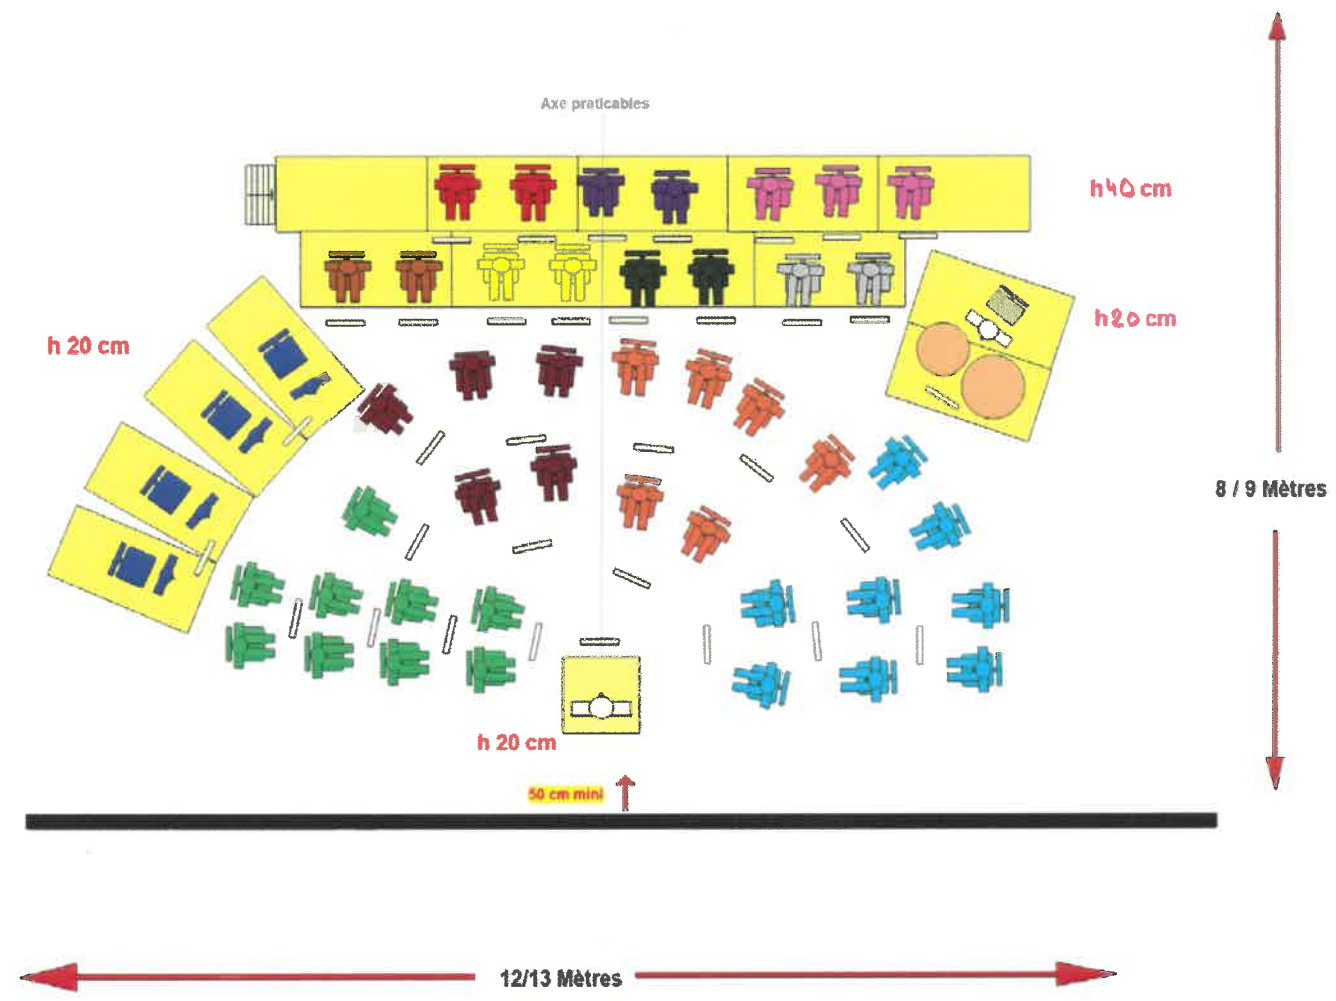 Axe praticables
h40 cm
h20 cm
h 20 cm
8 / 9 Mètres
h 20 cm
50 cm mini
12/13 Mètres